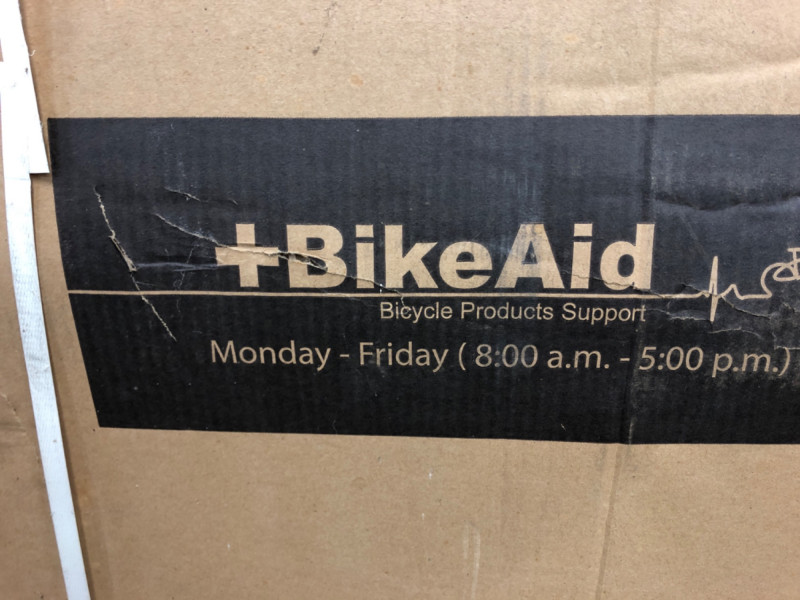 +BikeAid
Bicycle Products Support
Monday - Friday ( 8:00 a.m. - 5:00 p.m.)